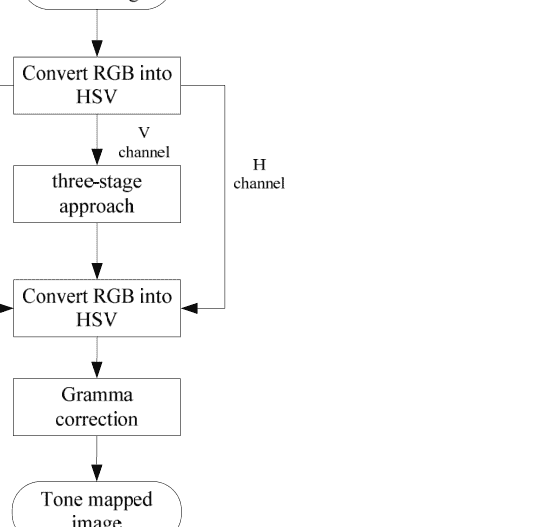 Convert RGB into
HSV
V
channel
H
channel
three-stage
approach
Convert RGB into
HSV
Gramma
correction
Tone mapped
image